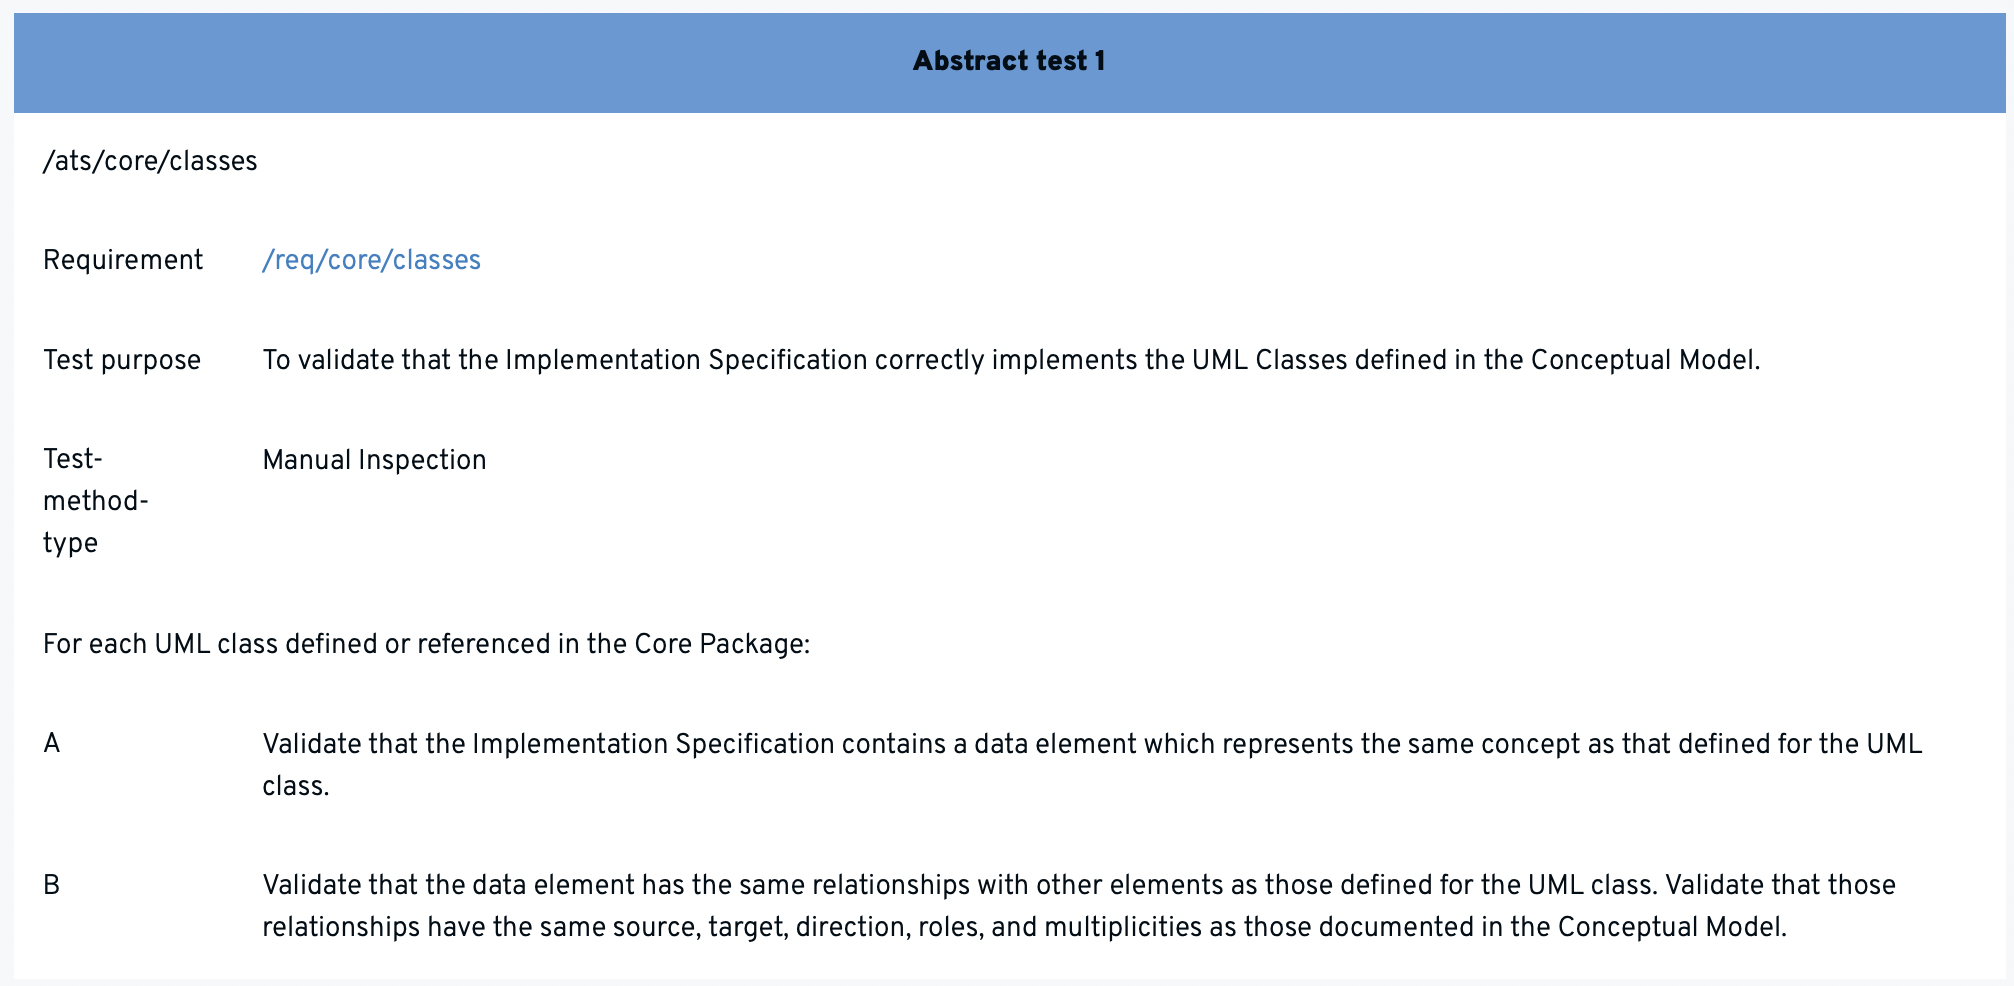 Abstract test 1
/ats/core/classes
Requirement /req/core/classes
Test purpose To validate that the Implementation Specification correctly implements the UML Classes defined in the Conceptual Model.
Test- Manual Inspection
method-
type
For each UML class defined or referenced in the Core Package:
A Validate that the Implementation Specification contains a data element which represents the same concept as that defined for the UML
class.
B Validate that the data element has the same relationships with other elements as those defined for the UML class. Validate that those
relationships have the same source, target, direction, roles, and multiplicities as those documented in the Conceptual Model.